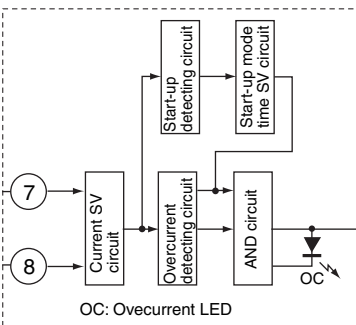 Start-up
detecting circuit
Start-up mode
time SV circuit
7
8
Current SV
circuit
Overcurrent
detecting circuit
AND circuit
OC
OC: Ovecurrent LED